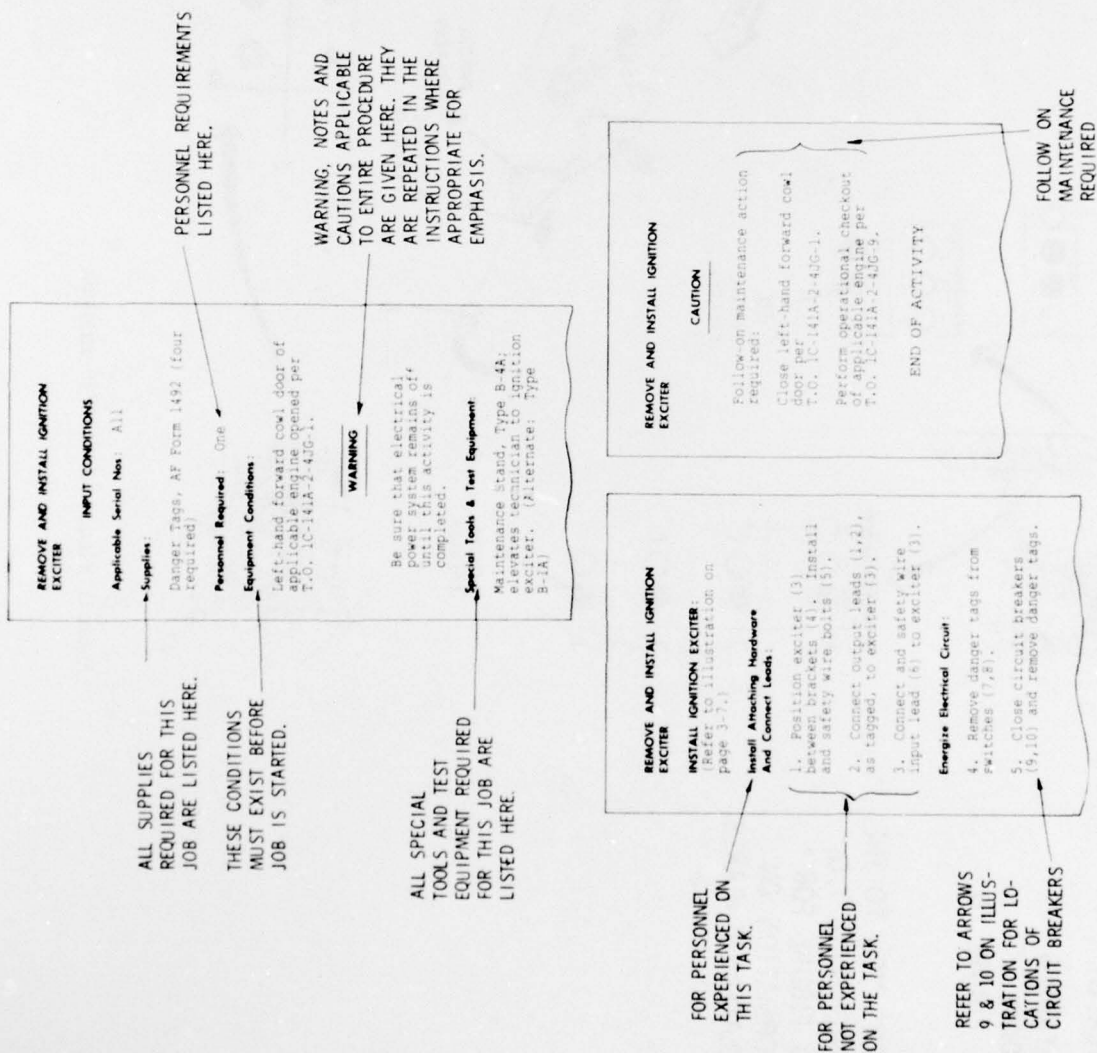 ALL SUPPLIES
REQUIRED FOR THIS
JOB ARE LISTED HERE.
THESE CONDITIONS
MUST EXIST BEFORE
JOB IS STARTED.
ALL SPECIAL
TOOLS AND TEST
EQUIPMENT REQUIRED
FOR THIS JOB ARE
LISTED HERE.
REMOVE AND INSTALL IGNITION
EXCITER
INPUT CONDITIONS
Applicable Serial Nos: All
Supplies:
Danger Tags, AF Form 1492 (four
required)
Personnel Required: One
Equipment Conditions:
Left-hand forward cowl door of
applicable engine opened per
T.O. 1C-141A-2-4JG-1.
WARNING
Be sure that electrical
power system remains off
until this activity is
completed.
Special Tools & Test Equipment:
Maintenance Stand, Type B-4A;
elevates technician to ignition
exciter. (Alternate: Type
B-1A)
PERSONNEL REQUIREMENTS
LISTED HERE.
WARNING, NOTES AND
CAUTIONS APPLICABLE
TO ENTIRE PROCEDURE
ARE GIVEN HERE. THEY
ARE REPEATED IN THE
INSTRUCTIONS WHERE
APPROPRIATE FOR
EMPHASIS.
FOR PERSONNEL
EXPERIENCED ON
THIS TASK.
FOR PERSONNEL
NOT EXPERIENCED
ON THE TASK.
REFER TO ARROWS
9 & 10 ON ILLUS-
TRATION FOR LO-
CATIONS OF
CIRCUIT BREAKERS
REMOVE AND INSTALL IGNITION
EXCITER
INSTALL IGNITION EXCITER:
(Refer to illustration on
page 3-7.)
Install Attaching Hardware
And Connect Leads:
1. Position exciter (3)
between brackets (4). Install
and safety wire bolts (5).
2. Connect output leads (1,2),
as tagged, to exciter (3).
3. Connect and safety wire
input lead (6) to exciter (3).
Energize Electrical Circuit:
4. Remove danger tags from
switches (7,8).
5. Close circuit breakers
(9,10) and remove danger tags.
REMOVE AND INSTALL IGNITION
EXCITER
CAUTION
Follow-on maintenance action
required:
Close left-hand forward cowl
door per
T.O. 1C-141A-2-4JG-1.
Perform operational checkout
of applicable engine per
T.O. 1C-141A-2-4JG-9.
END OF ACTIVITY
FOLLOW ON
MAINTENANCE
REQUIRED